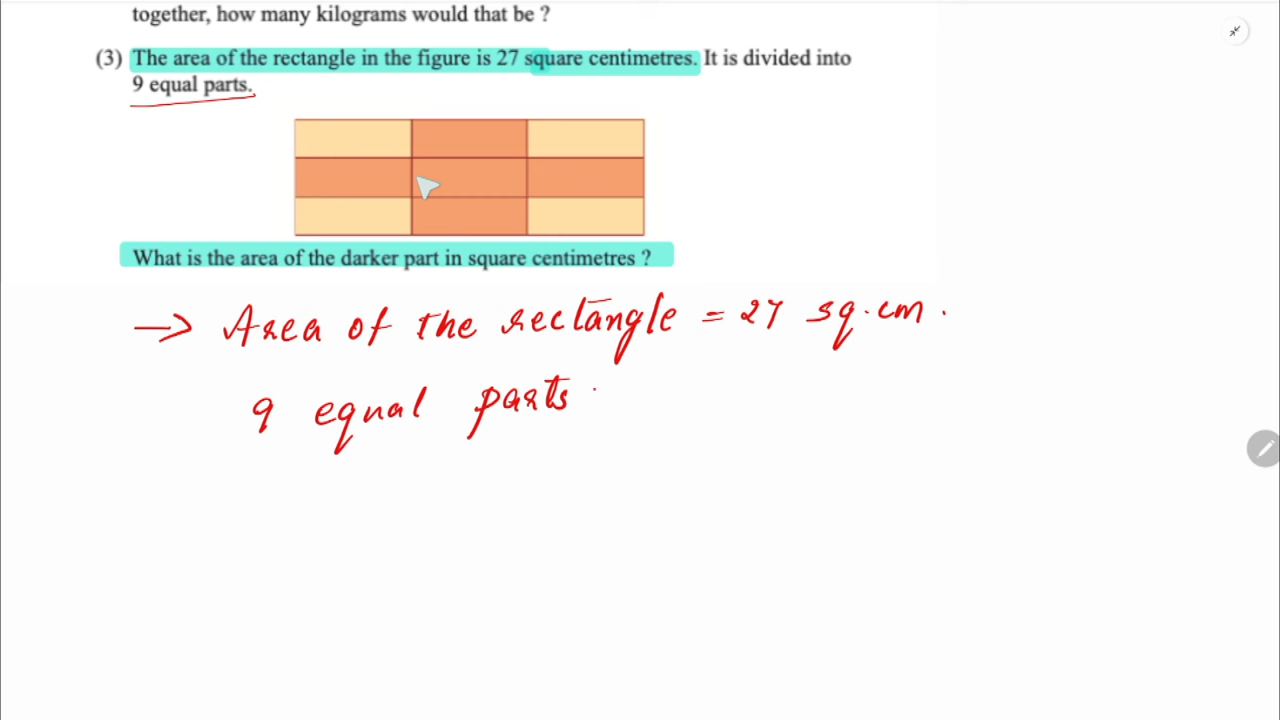 together, how many kilograms would that be ?
(3) The area of the rectangle in the figure is 27 square centimetres. It is divided into
9 equal parts.
What is the area of the darker part in square centimetres ?
→ Area of the rectangle = 27 sq.cm.
9 equal parts.